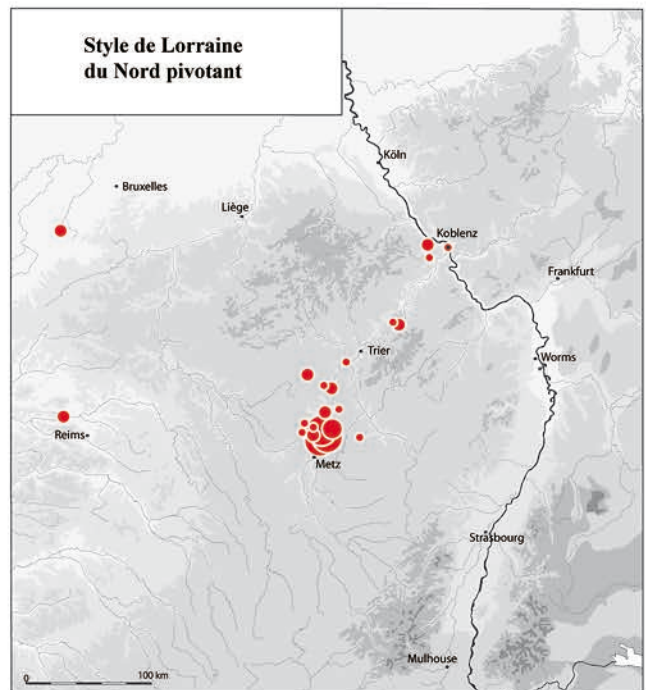 Style de Lorraine
du Nord pivotant
Köln
Bruxelles
Liège
Koblenz
Frankfurt
Trier
Worms
Reims
Metz
Strasbourg
Mulhouse
0 100 km